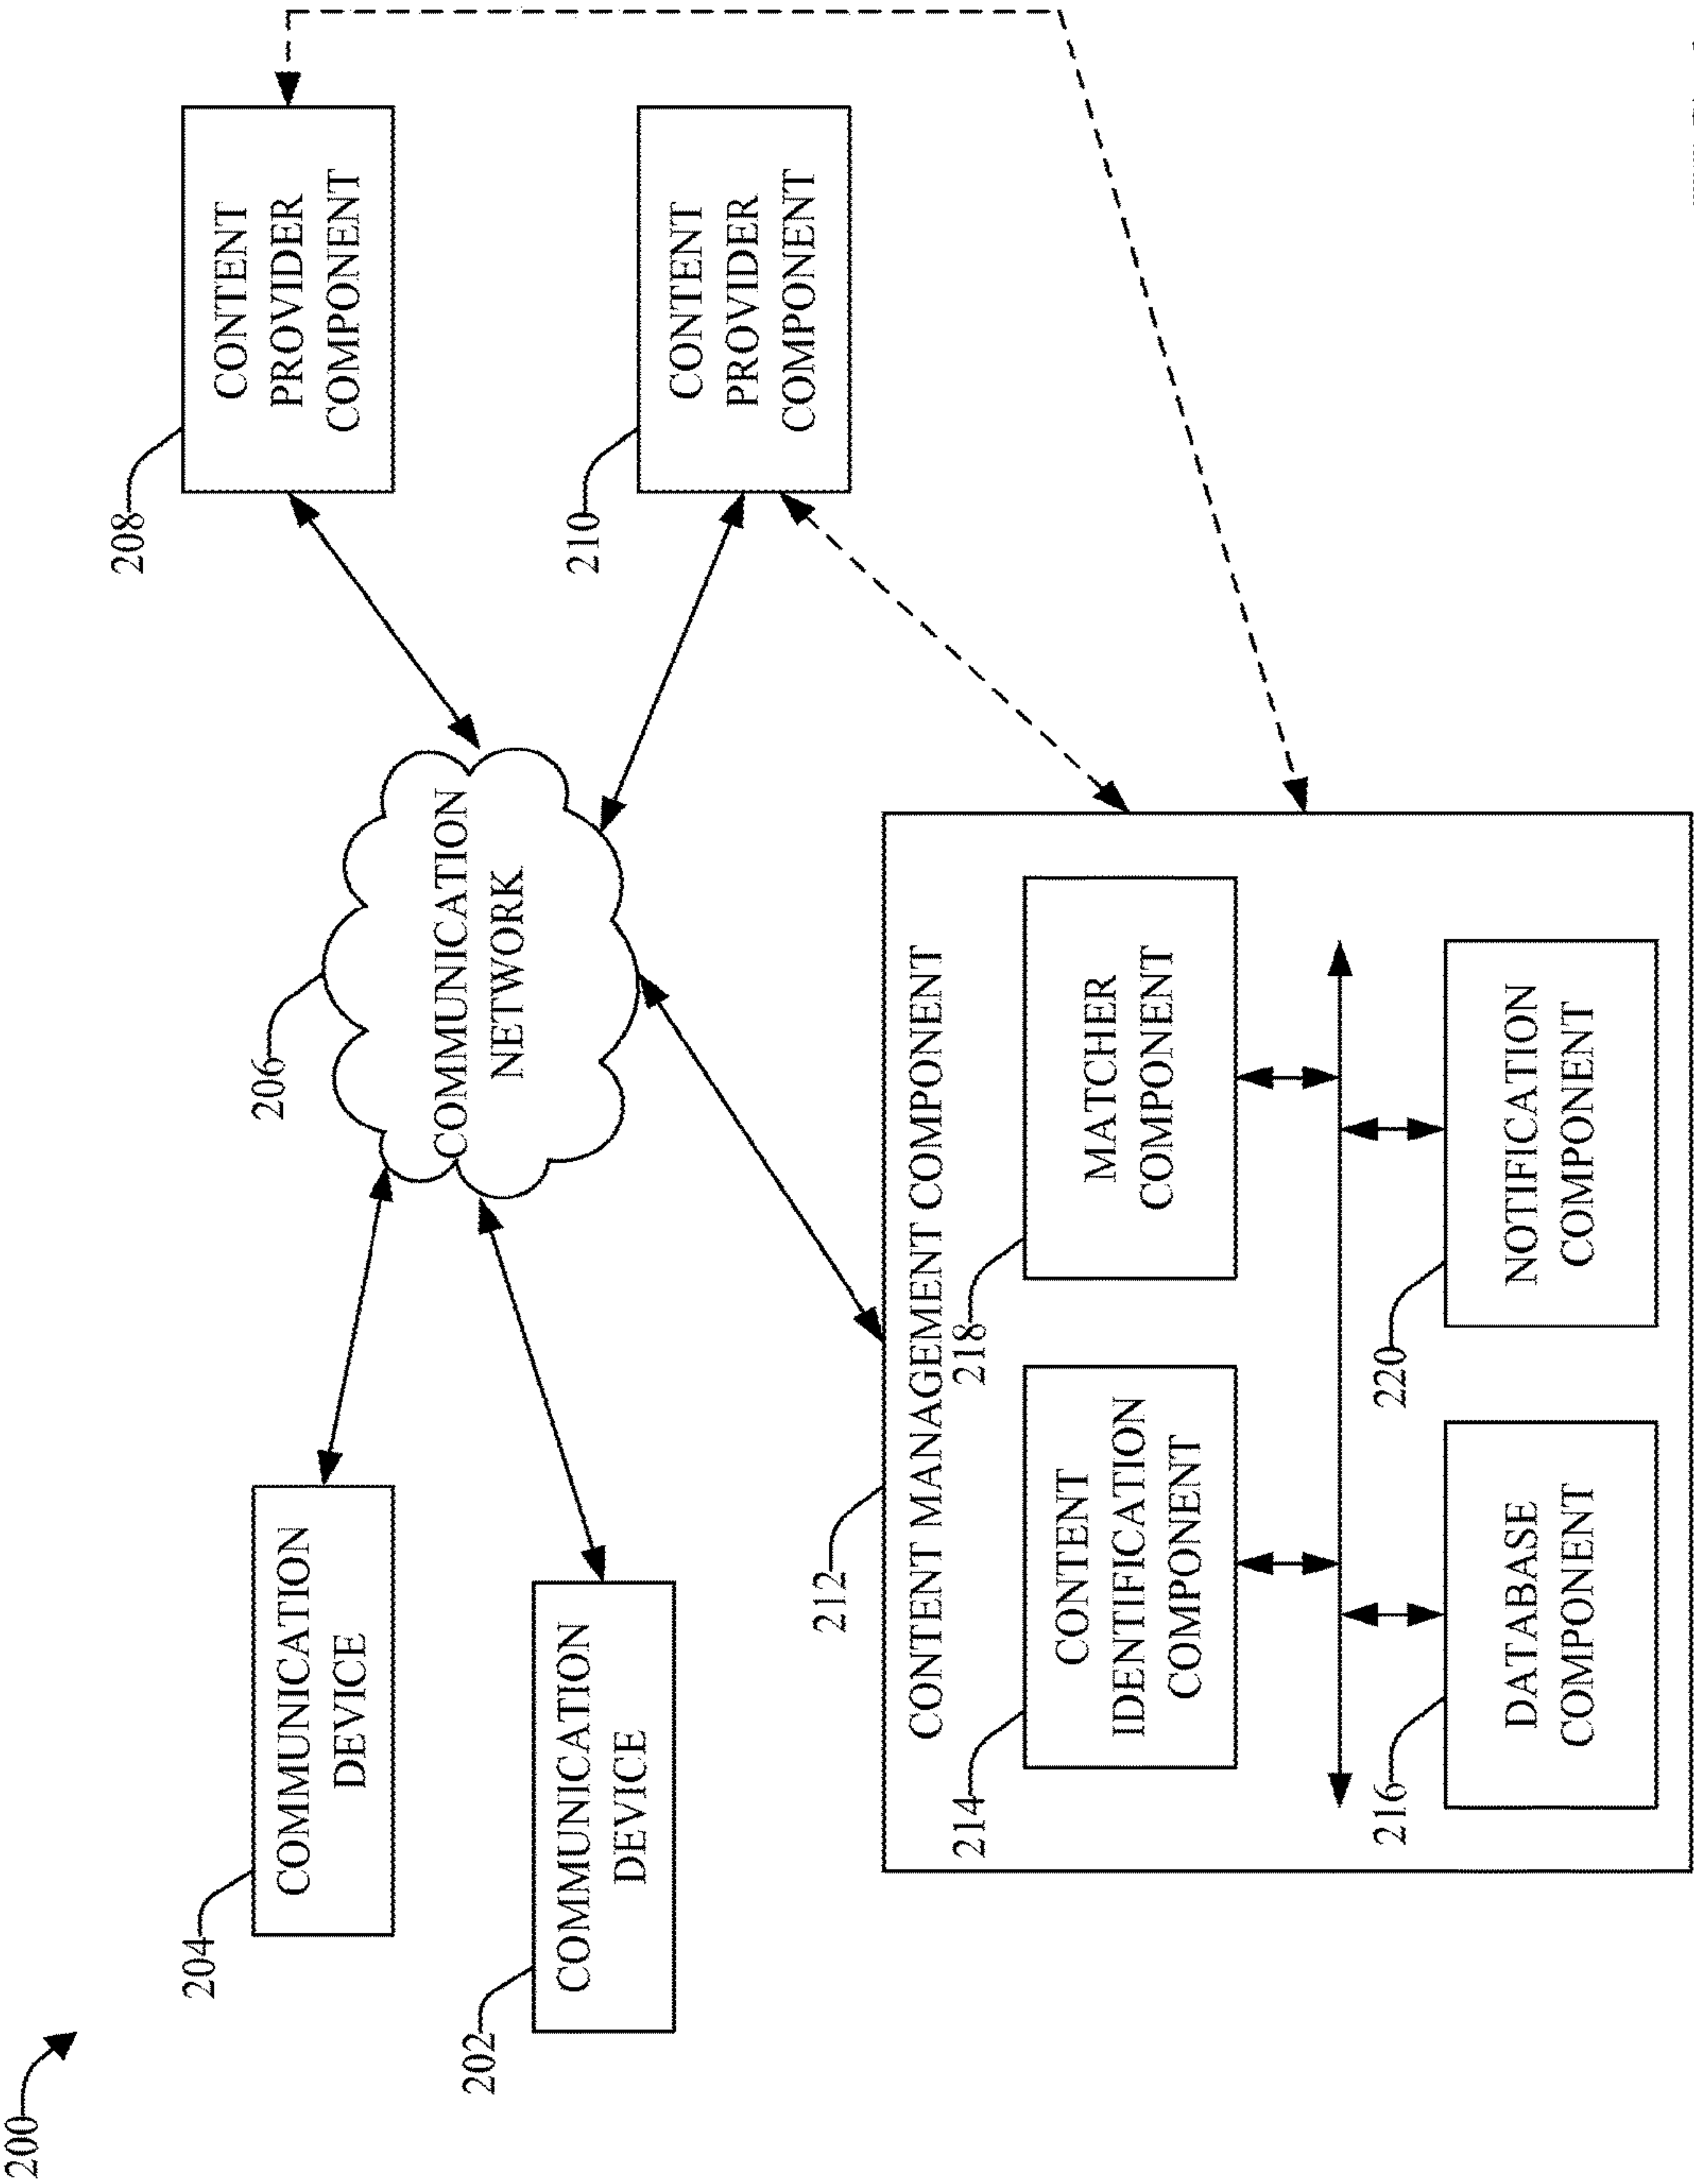 200
204
COMMUNICATION
DEVICE
202
COMMUNICATION
DEVICE
206
COMMUNICATION
NETWORK
208
CONTENT
PROVIDER
COMPONENT
210
CONTENT
PROVIDER
COMPONENT
212
CONTENT MANAGEMENT COMPONENT
214
CONTENT
IDENTIFICATION
COMPONENT
218
MATCHER
COMPONENT
216
DATABASE
COMPONENT
220
NOTIFICATION
COMPONENT